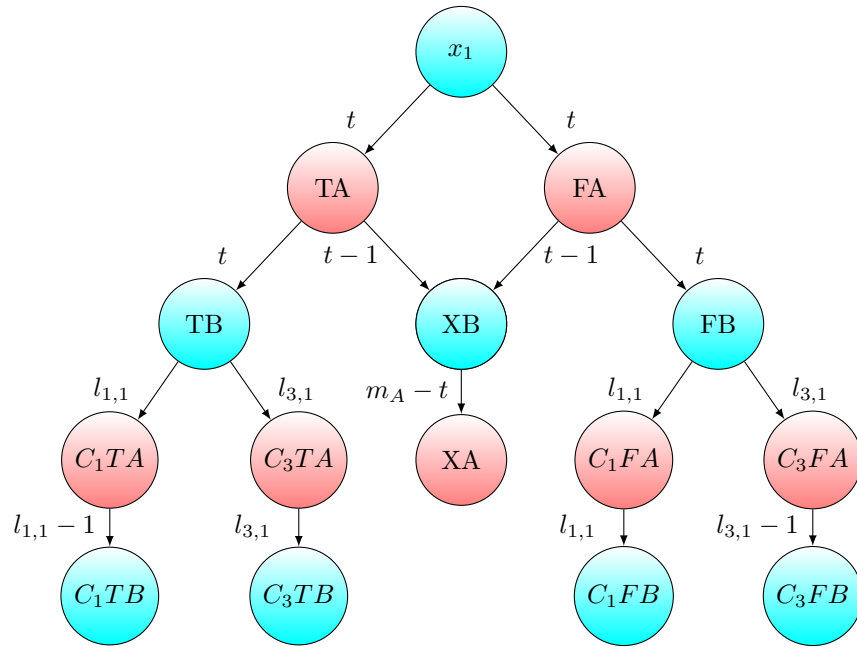 $x_1$
$t$ $t$
TA FA
$t$ $t-1$ $t-1$ $t$
TB XB FB
$l_{1,1}$ $l_{3,1}$ $m_A - t$ $l_{1,1}$ $l_{3,1}$
$C_1TA$ $C_3TA$ XA $C_1FA$ $C_3FA$
$l_{1,1}-1$ $l_{3,1}$ $l_{1,1}$ $l_{3,1}-1$
$C_1TB$ $C_3TB$ $C_1FB$ $C_3FB$